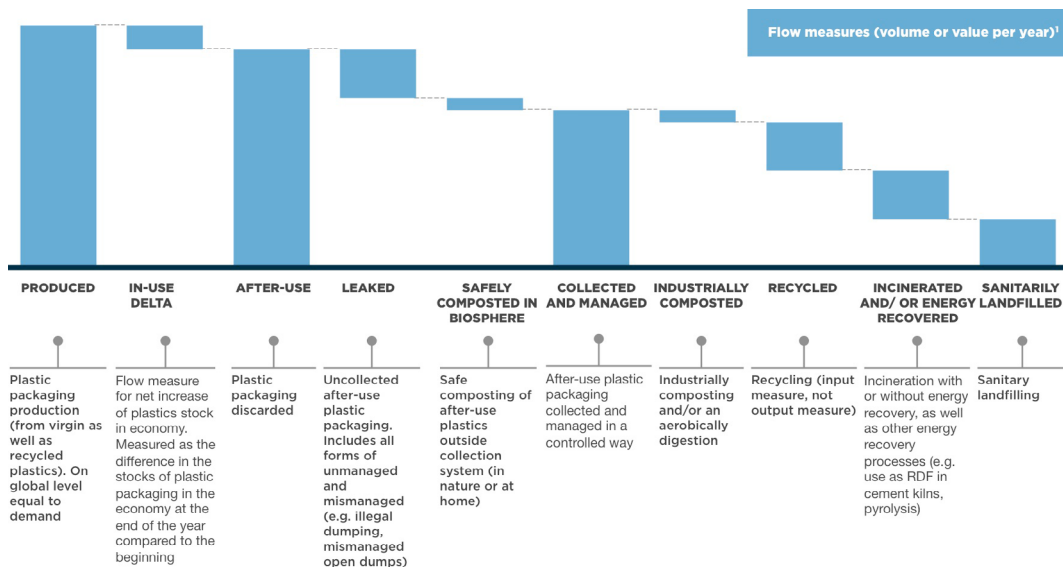 Flow measures (volume or value per year)¹
PRODUCED
IN-USE
DELTA
AFTER-USE
LEAKED
SAFELY
COMPOSTED IN
BIOSPHERE
COLLECTED
AND MANAGED
INDUSTRIALLY
COMPOSTED
RECYCLED
INCINERATED
AND/ OR ENERGY
RECOVERED
SANITARILY
LANDFILLED
Plastic
packaging
production
(from virgin as
well as
recycled
plastics). On
global level
equal to
demand
Flow measure
for net increase
of plastics stock
in economy.
Measured as the
difference in the
stocks of plastic
packaging in the
economy at the
end of the year
compared to the
beginning
Plastic
packaging
discarded
Uncollected
after-use
plastic
packaging.
Includes all
forms of
unmanaged
and
mismanaged
(e.g. illegal
dumping,
mismanaged
open dumps)
Safe
composting of
after-use
plastics
outside
collection
system (in
nature or at
home)
After-use plastic
packaging
collected and
managed in a
controlled way
Industrially
composting
and/or an
aerobically
digestion
Recycling (input
measure, not
output measure)
Incineration with
or without energy
recovery, as well
as other energy
recovery
processes (e.g.
use as RDF in
cement kilns,
pyrolysis)
Sanitary
landfilling